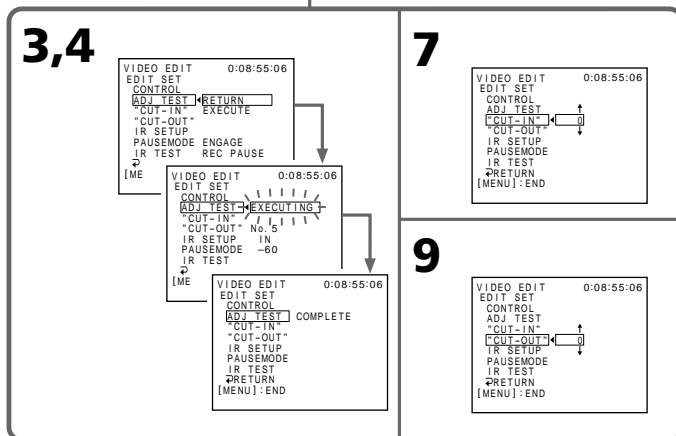 3,4
VIDEO EDIT 0:08:55:06
EDIT SET
CONTROL
ADJ TEST RETURN
"CUT-IN" EXECUTE
"CUT-OUT"
IR SETUP
PAUSEMODE ENGAGE
IR TEST REC PAUSE
[ME
VIDEO EDIT 0:08:55:06
EDIT SET
CONTROL
ADJ TEST EXECUTING
"CUT-IN"
"CUT-OUT" No. 5
IR SETUP IN
PAUSEMODE –60
IR TEST
[ME
VIDEO EDIT 0:08:55:06
EDIT SET
CONTROL
ADJ TEST COMPLETE
"CUT-IN"
"CUT-OUT"
IR SETUP
PAUSEMODE
IR TEST
RETURN
[MENU] : END
7
VIDEO EDIT 0:08:55:06
EDIT SET
CONTROL
ADJ TEST
"CUT-IN" 0
"CUT-OUT"
IR SETUP
PAUSEMODE
IR TEST
RETURN
[MENU] : END
9
VIDEO EDIT 0:08:55:06
EDIT SET
CONTROL
ADJ TEST
"CUT-IN"
"CUT-OUT" 0
IR SETUP
PAUSEMODE
IR TEST
RETURN
[MENU] : END